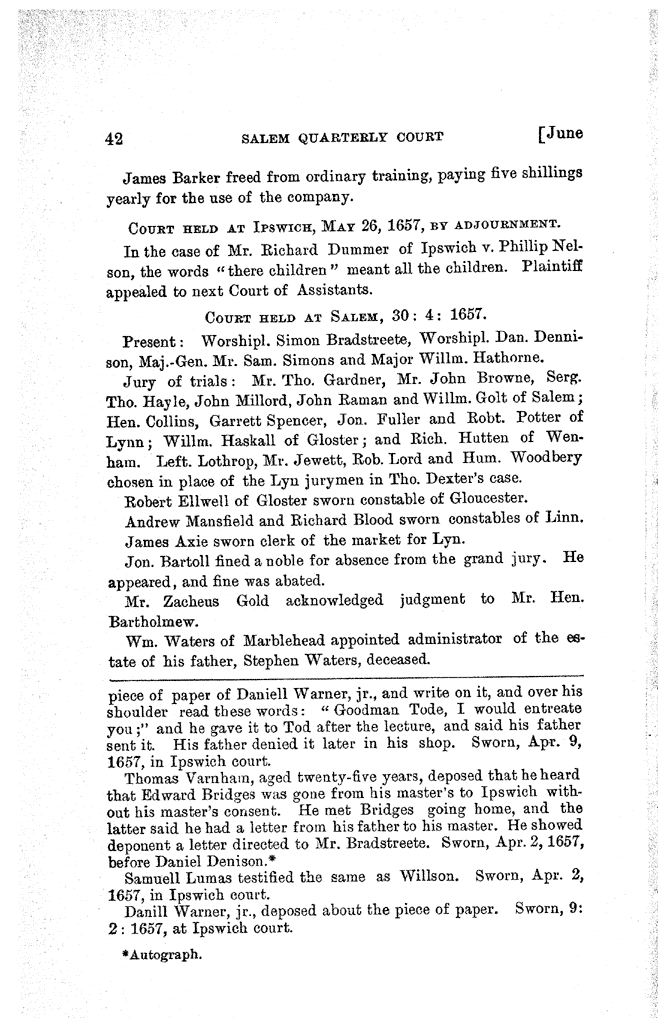 42 SALEM QUARTERLY COURT [June
James Barker freed from ordinary training, paying five shillings
yearly for the use of the company.
COURT HELD AT IPSWICH, MAY 26, 1657, BY ADJOURNMENT.
In the case of Mr. Richard Dummer of Ipswich v. Phillip Nel-
son, the words "there children" meant all the children. Plaintiff
appealed to next Court of Assistants.
COURT HELD AT SALEM, 30 : 4 : 1657.
Present : Worshipl. Simon Bradstreete, Worshipl. Dan. Denni-
son, Maj.-Gen. Mr. Sam. Simons and Major Willm. Hathorne.
Jury of trials : Mr. Tho. Gardner, Mr. John Browne, Serg.
Tho. Hayle, John Millord, John Raman and Willm. Golt of Salem ;
Hen. Collins, Garrett Spencer, Jon. Fuller and Robt. Potter of
Lynn ; Willm. Haskall of Gloster ; and Rich. Hutten of Wen-
ham. Left. Lothrop, Mr. Jewett, Rob. Lord and Hum. Woodbery
chosen in place of the Lyn jurymen in Tho. Dexter's case.
Robert Ellwell of Gloster sworn constable of Gloucester.
Andrew Mansfield and Richard Blood sworn constables of Linn.
James Axie sworn clerk of the market for Lyn.
Jon. Bartoll fined a noble for absence from the grand jury. He
appeared, and fine was abated.
Mr. Zacheus Gold acknowledged judgment to Mr. Hen.
Bartholmew.
Wm. Waters of Marblehead appointed administrator of the es-
tate of his father, Stephen Waters, deceased.
piece of paper of Daniell Warner, jr., and write on it, and over his
shoulder read these words : "Goodman Tode, I would entreate
you ;" and he gave it to Tod after the lecture, and said his father
sent it. His father denied it later in his shop. Sworn, Apr. 9,
1657, in Ipswich court.
Thomas Varnham, aged twenty-five years, deposed that he heard
that Edward Bridges was gone from his master's to Ipswich with-
out his master's consent. He met Bridges going home, and the
latter said he had a letter from his father to his master. He showed
deponent a letter directed to Mr. Bradstreete. Sworn, Apr. 2, 1657,
before Daniel Denison.*
Samuell Lumas testified the same as Willson. Sworn, Apr. 2,
1657, in Ipswich court.
Danill Warner, jr., deposed about the piece of paper. Sworn, 9:
2 : 1657, at Ipswich court.
*Autograph.